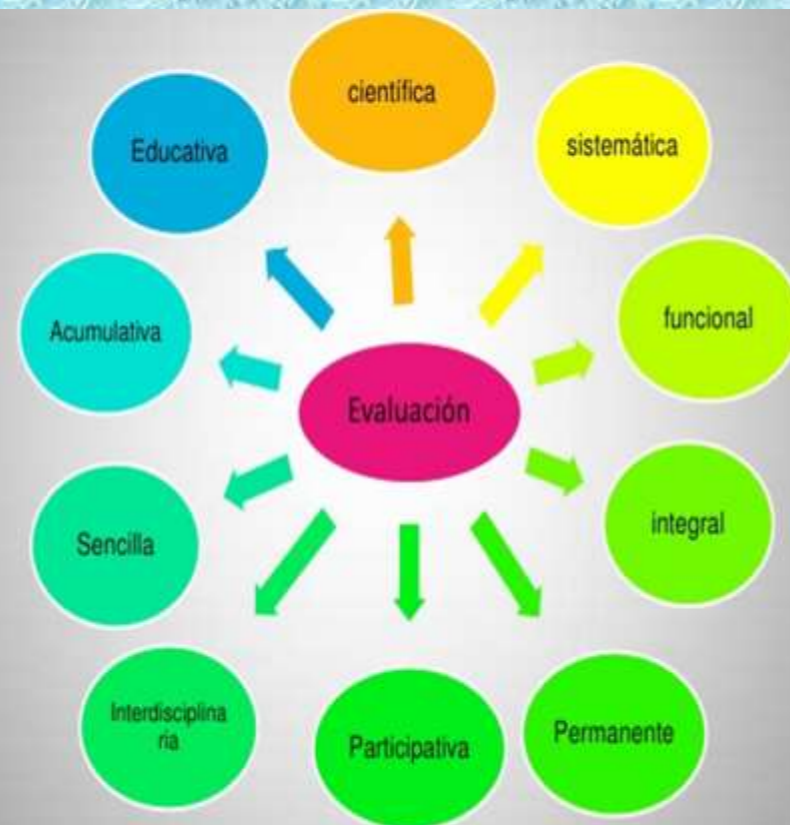 científica
Educativa
sistemática
Acumulativa
funcional
Evaluación
Sencilla
integral
Interdisciplina
ria
Participativa
Permanente